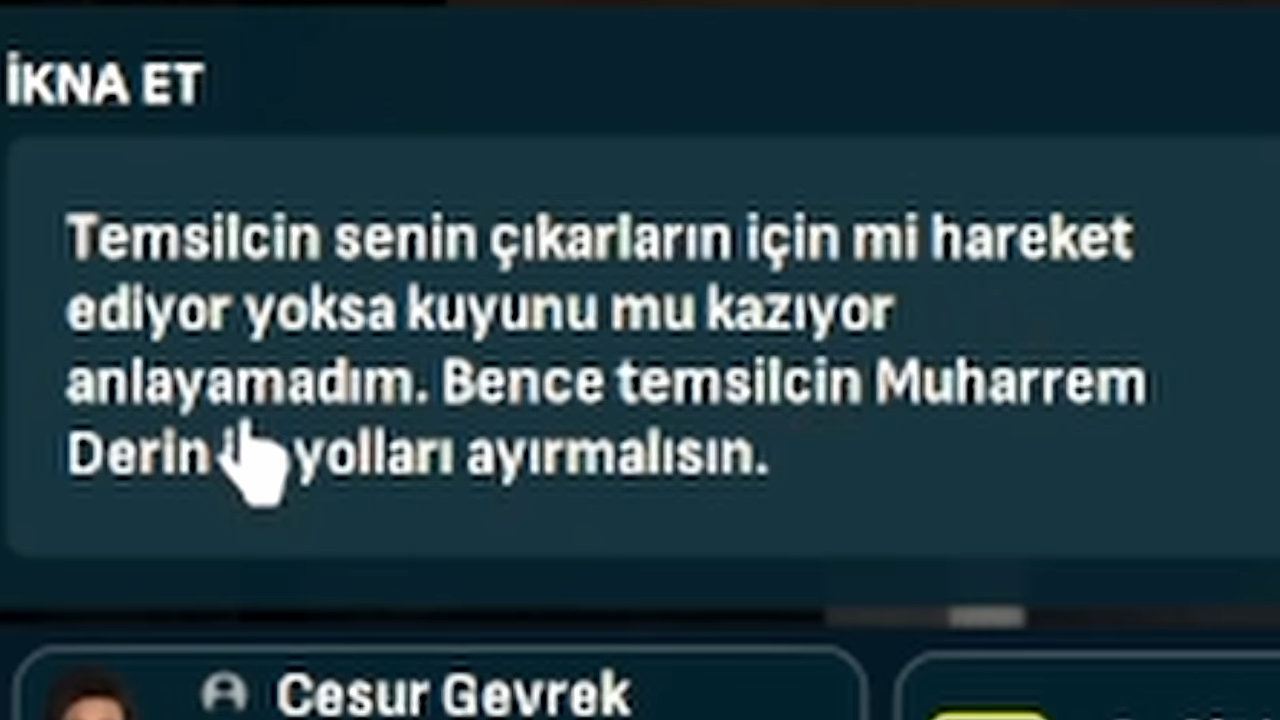 İKNA ET
Temsilcin senin çıkarların için mi hareket
ediyor yoksa kuyunu mu kazıyor
anlayamadım. Bence temsilcin Muharrem
Derin yolları ayırmalısın.
Cesur Gevrek